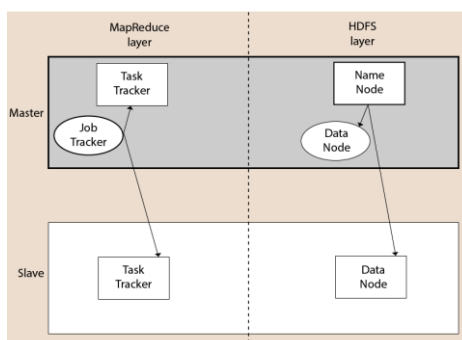 MapReduce
layer
HDFS
layer
Master
Task
Tracker
Job
Tracker
Name
Node
Data
Node
Slave
Task
Tracker
Data
Node